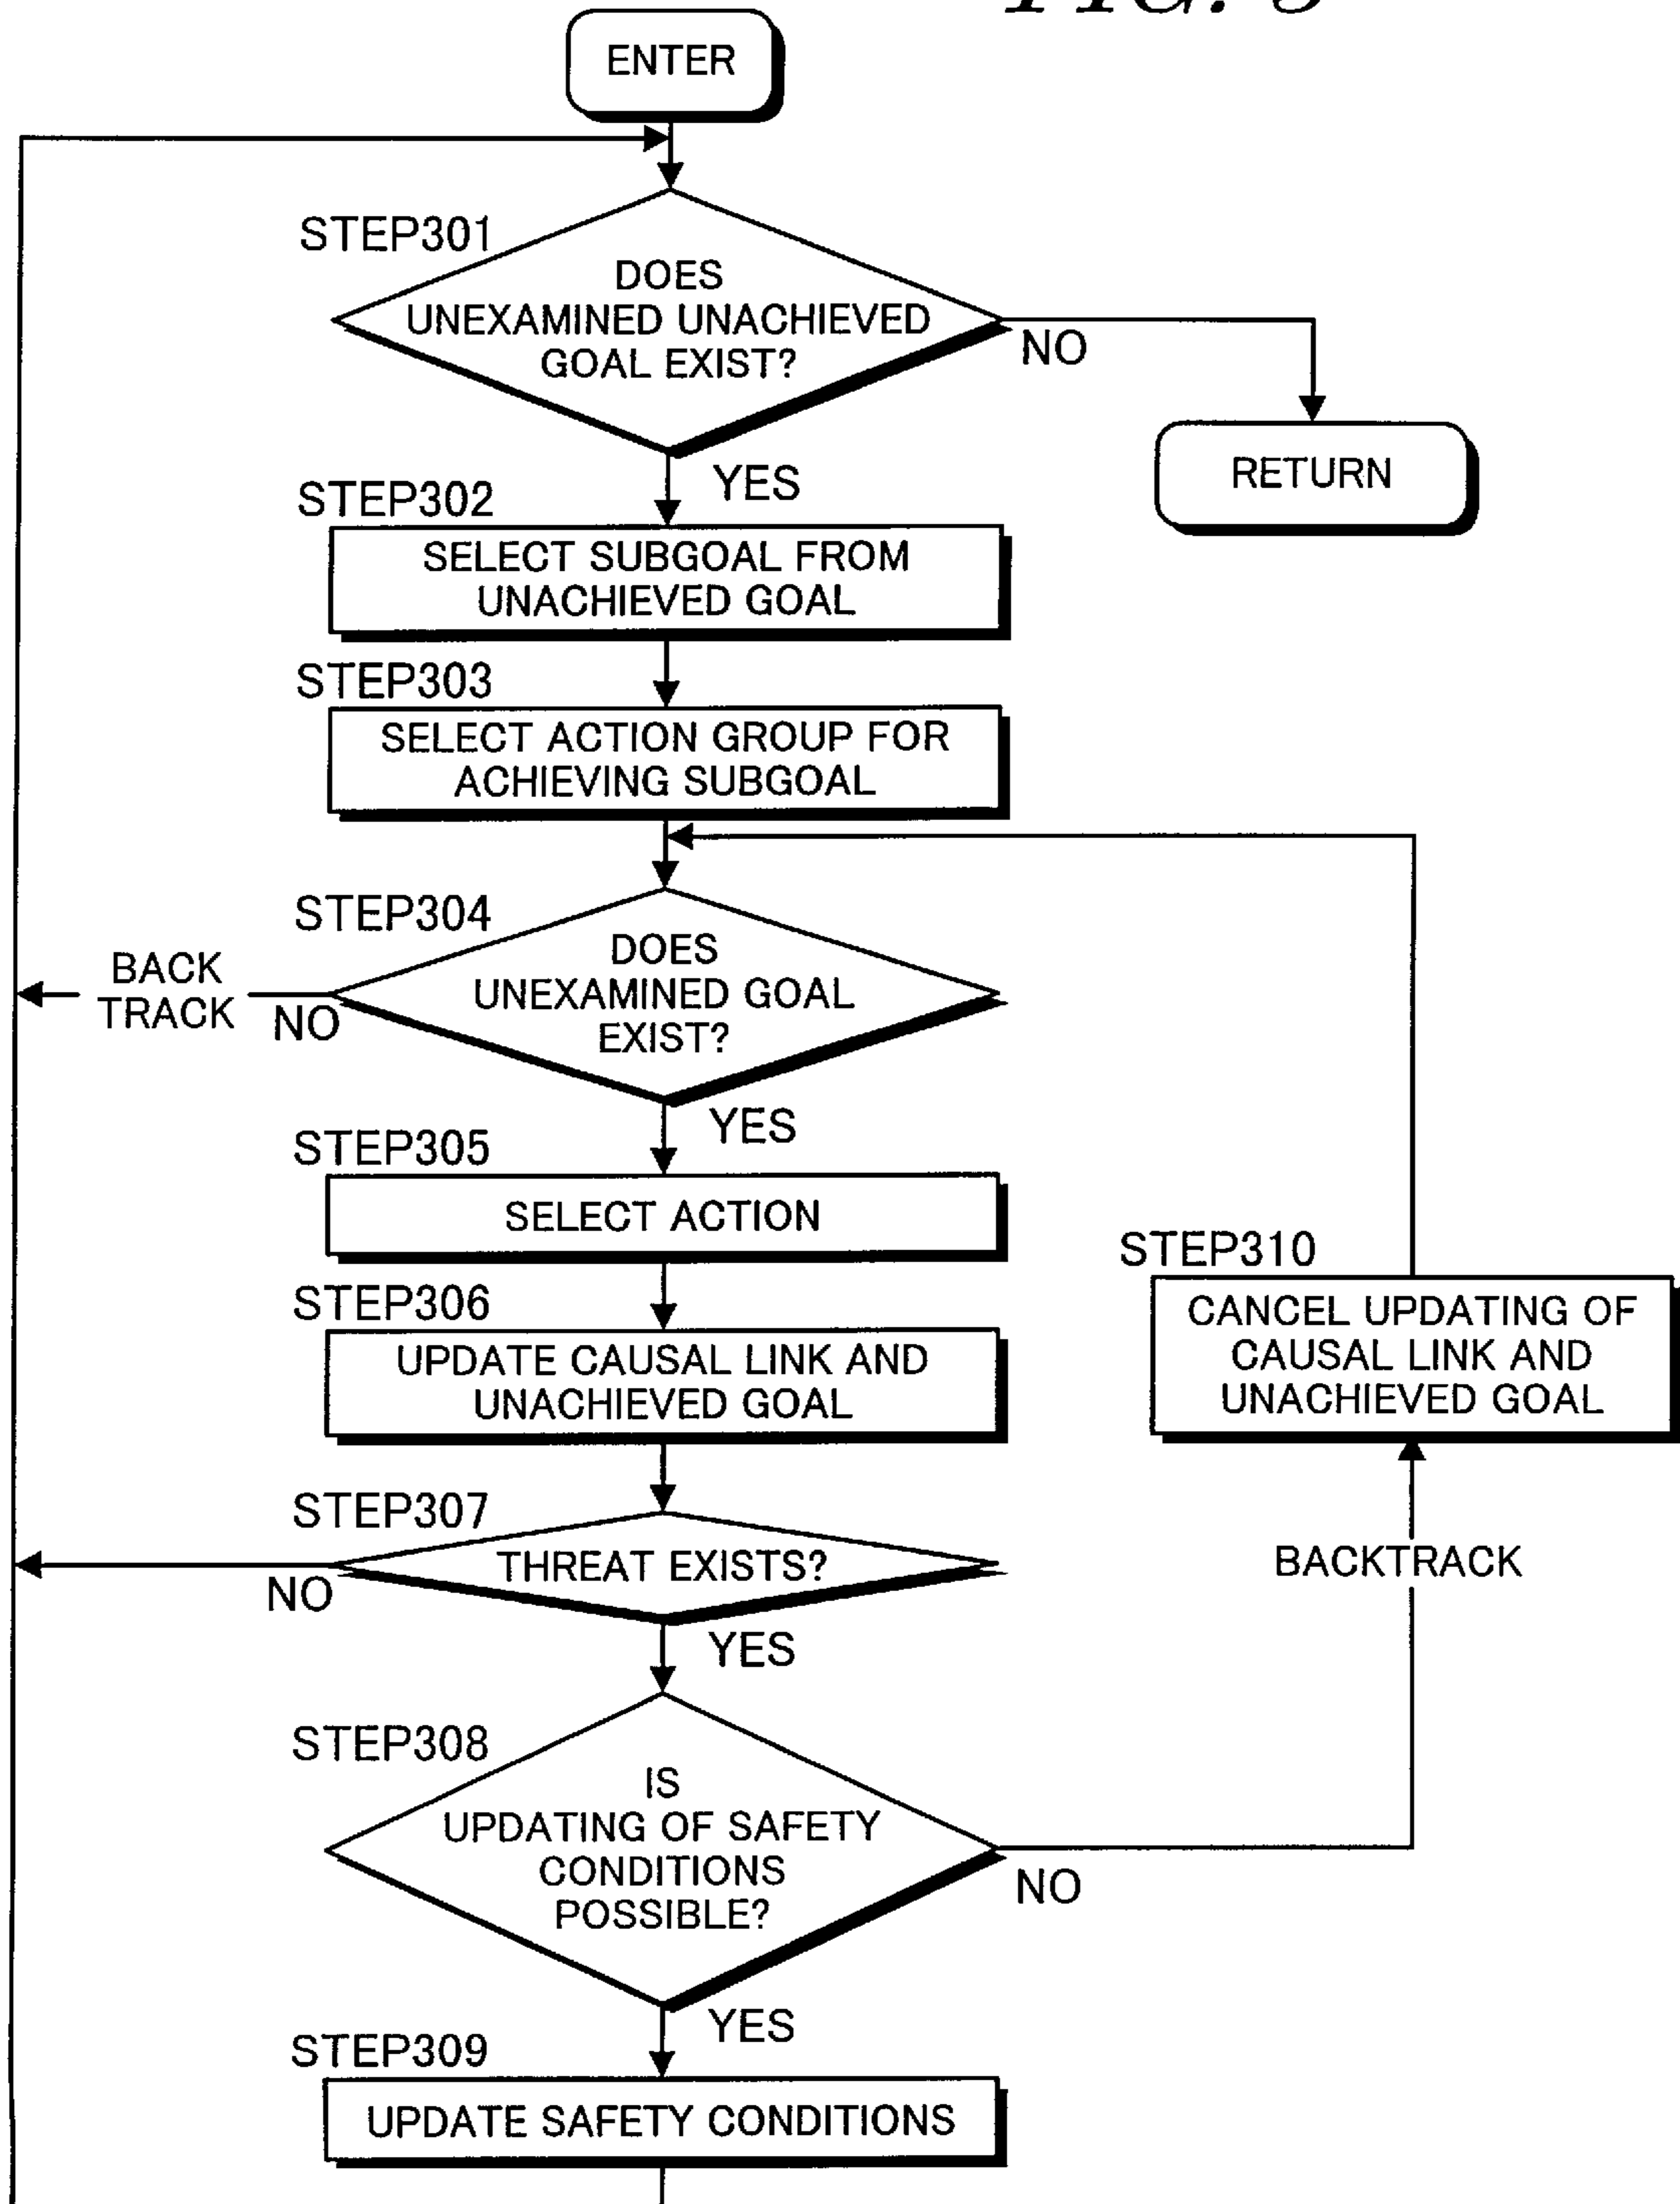 ENTER
STEP301
DOES
UNEXAMINED UNACHIEVED
GOAL EXIST?
NO
RETURN
YES
STEP302
SELECT SUBGOAL FROM
UNACHIEVED GOAL
STEP303
SELECT ACTION GROUP FOR
ACHIEVING SUBGOAL
STEP304
DOES
UNEXAMINED GOAL
EXIST?
BACK
TRACK
NO
YES
STEP305
SELECT ACTION
STEP306
UPDATE CAUSAL LINK AND
UNACHIEVED GOAL
STEP310
CANCEL UPDATING OF
CAUSAL LINK AND
UNACHIEVED GOAL
STEP307
THREAT EXISTS?
NO
BACKTRACK
YES
STEP308
IS
UPDATING OF SAFETY
CONDITIONS
POSSIBLE?
NO
YES
STEP309
UPDATE SAFETY CONDITIONS